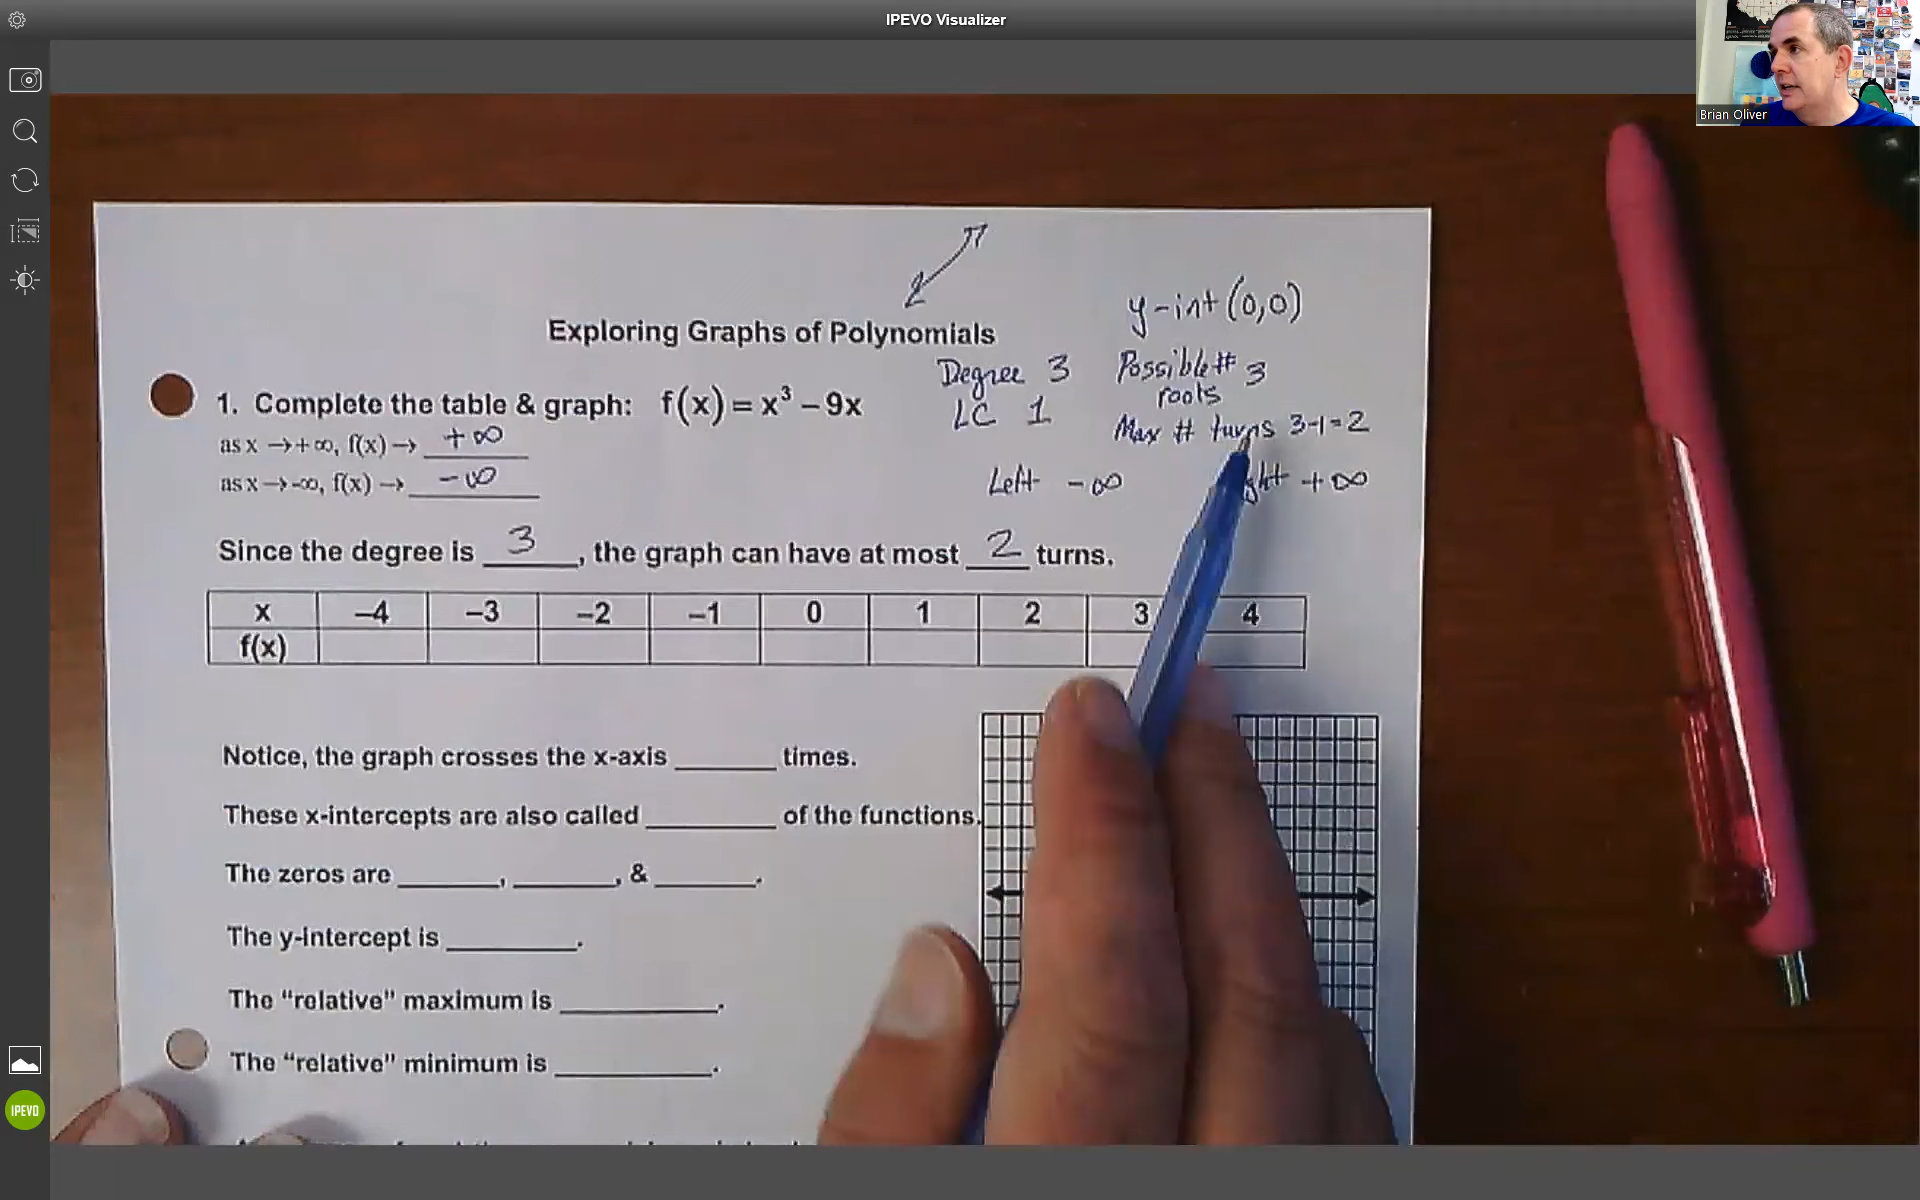 IPEVO Visualizer
Brian Oliver
y-int (0,0)
Exploring Graphs of Polynomials
Degree 3
Possible # 3
roots
1. Complete the table & graph: f(x) = x³ – 9x
LC 1
Max # turns 3-1=2
as x →+∞, f(x) → +∞
as x →-∞, f(x) → -∞
Left -∞
+∞
Since the degree is 3, the graph can have at most 2 turns.
x –4 –3 –2 –1 0 1 2 3 4
f(x)
Notice, the graph crosses the x-axis ______ times.
These x-intercepts are also called ________ of the functions.
The zeros are ______, ______, & ______.
The y-intercept is ________.
The “relative” maximum is _________.
The “relative” minimum is _________.
IPEVO